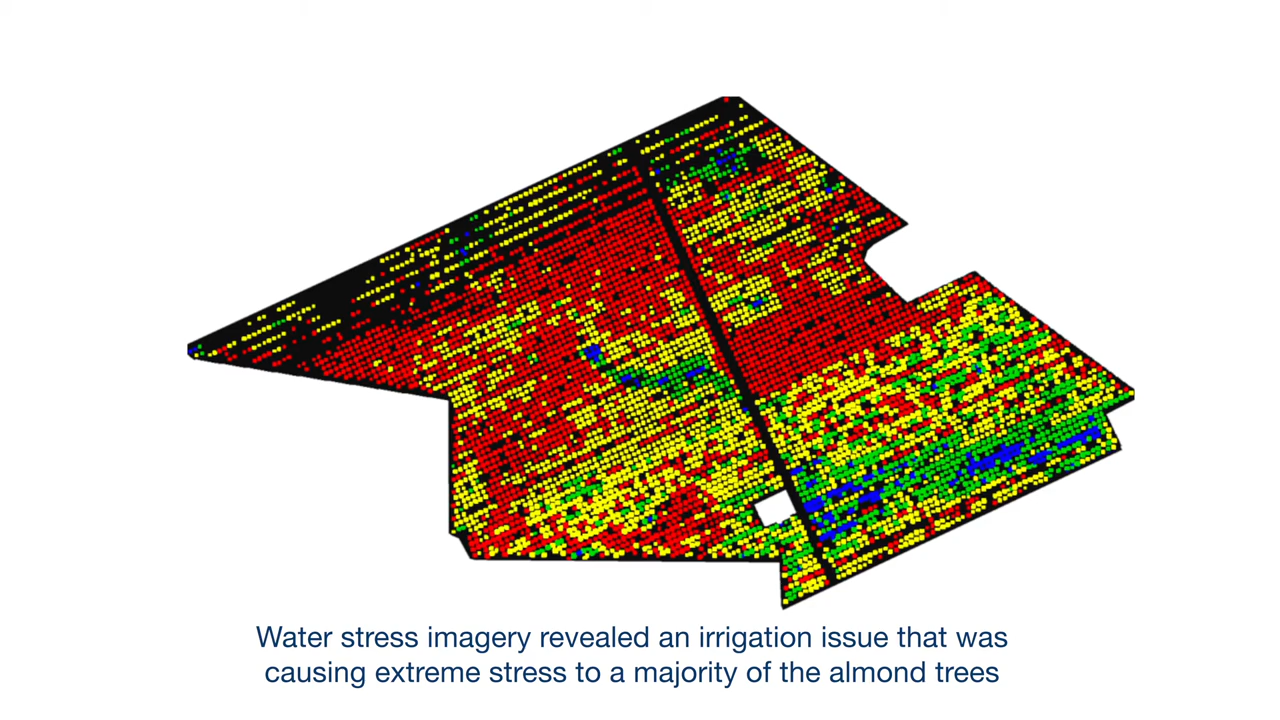 Water stress imagery revealed an irrigation issue that was
causing extreme stress to a majority of the almond trees